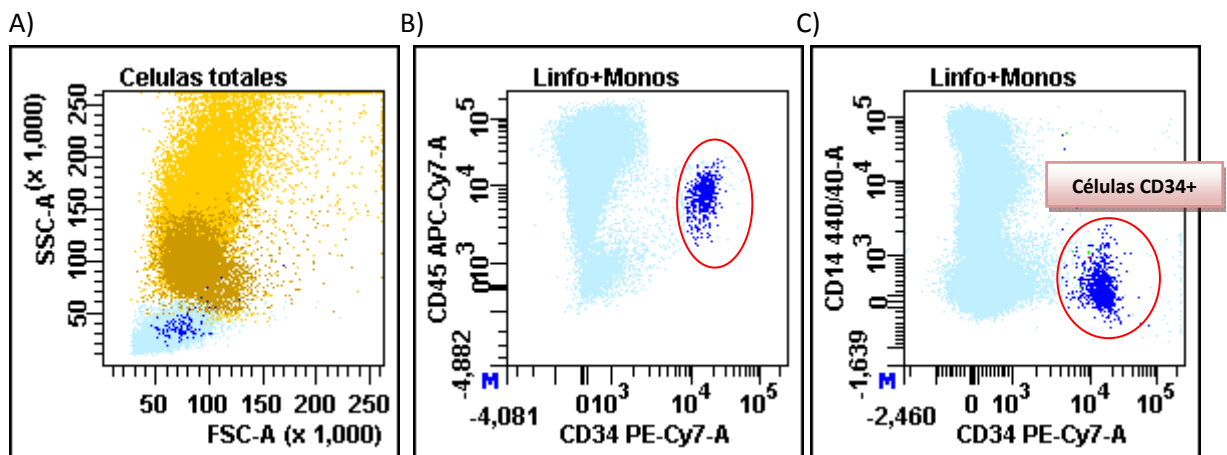 A)
B)
C)
Celulas totales
SSC-A (x 1,000)
250
200
150
100
50
50 100 150 200 250
FSC-A (x 1,000)
Linfo+Monos
CD45 APC-Cy7-A
10^5
10^4
10^3
0
-4,882
M
-4,081
0 10^3 10^4 10^5
CD34 PE-Cy7-A
Linfo+Monos
CD14 440/40-A
10^5
10^4
10^3
0
-1,639
M
-2,460
0 10^3 10^4 10^5
CD34 PE-Cy7-A
Células CD34+